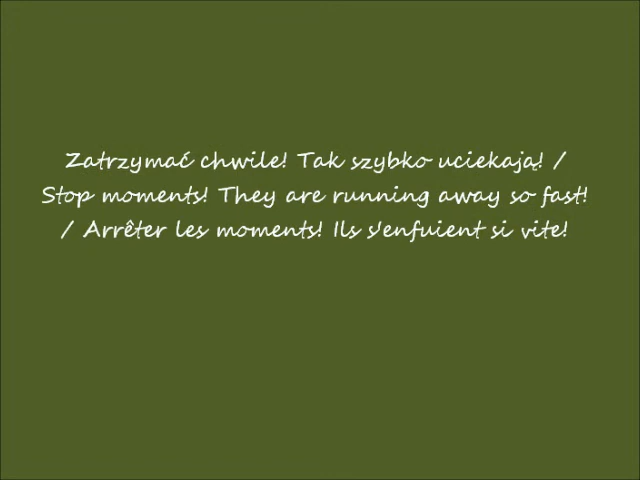 Zatrzymać chwile! Tak szybko uciekają! /
Stop moments! They are running away so fast!
/ Arrêter les moments! Ils s'enfuient si vite!